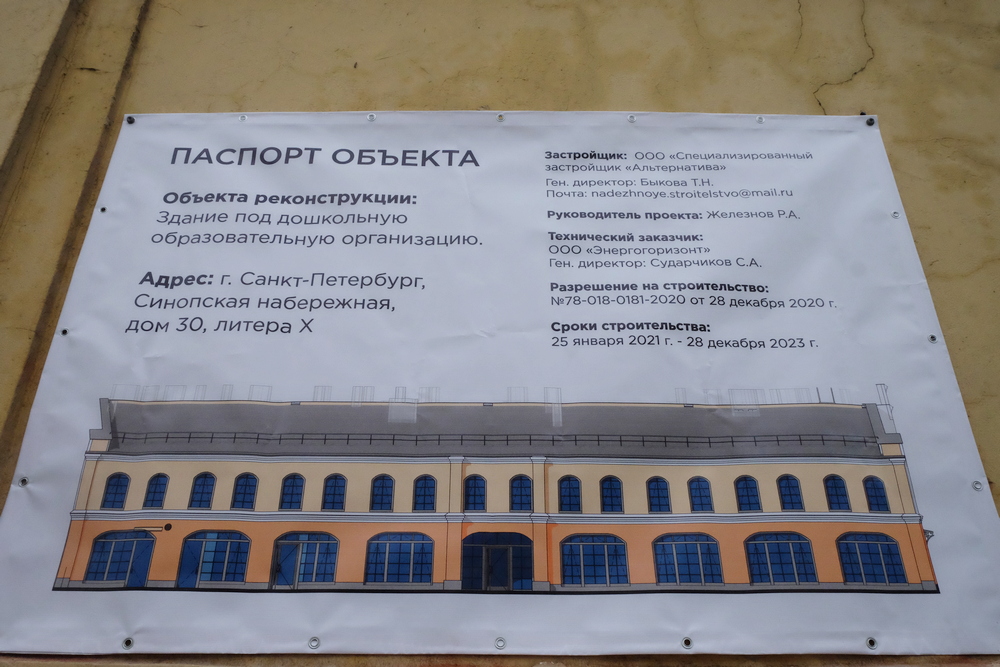 ПАСПОРТ ОБЪЕКТА
Объекта реконструкции:
Здание под дошкольную
образовательную организацию.
Адрес: г. Санкт-Петербург,
Синопская набережная,
дом 30, литера Х
Застройщик: ООО «Специализированный
застройщик «Альтернатива»
Ген. директор: Быкова Т.Н.
Почта: nadezhnoye.stroitelstvo@mail.ru
Руководитель проекта: Железнов Р.А.
Технический заказчик:
ООО «Энергогоризонт»
Ген. директор: Сударчиков С.А.
Разрешение на строительство:
№78-018-0181-2020 от 28 декабря 2020 г.
Сроки строительства:
25 января 2021 г. - 28 декабря 2023 г.